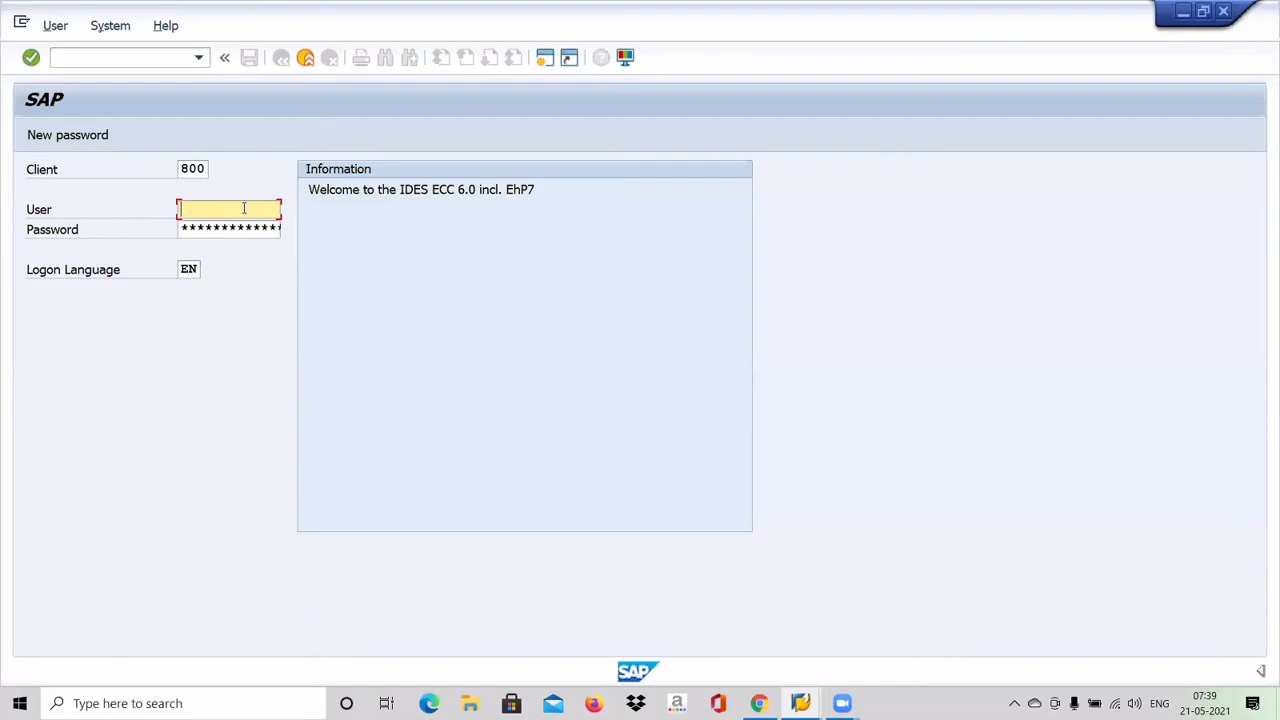 User System Help
SAP
New password
Client 800
Information
Welcome to the IDES ECC 6.0 incl. EhP7
User
Password *************
Logon Language EN
SAP
Type here to search
a
ENG
07:39
21-05-2021